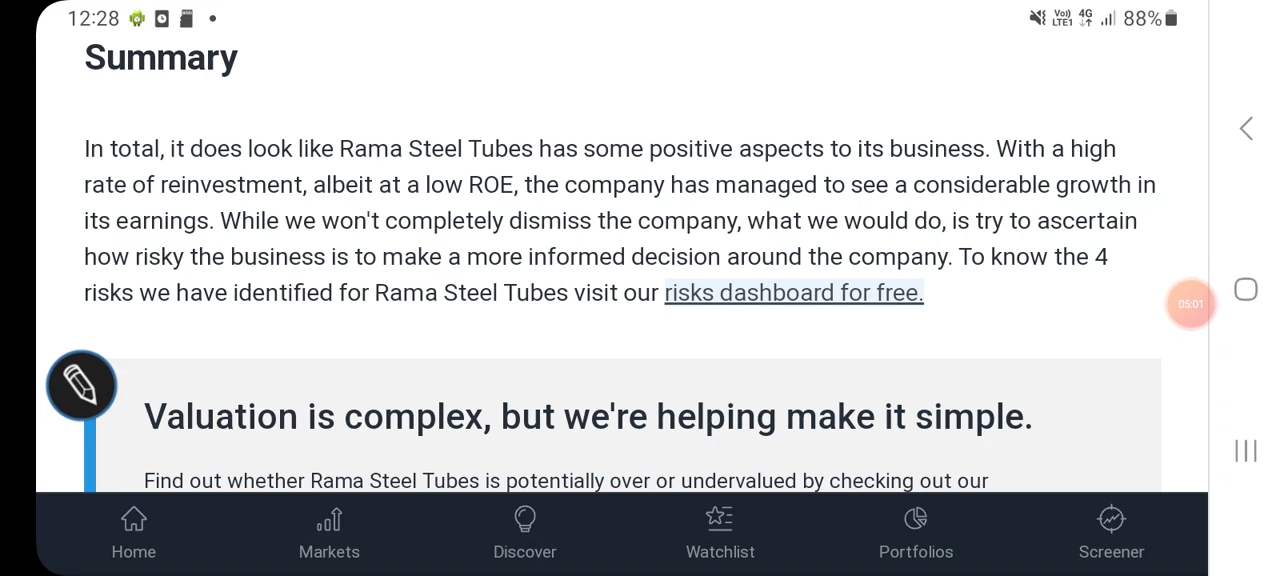 12:28
Vo)) LTE1 4G 88%
Summary
In total, it does look like Rama Steel Tubes has some positive aspects to its business. With a high
rate of reinvestment, albeit at a low ROE, the company has managed to see a considerable growth in
its earnings. While we won't completely dismiss the company, what we would do, is try to ascertain
how risky the business is to make a more informed decision around the company. To know the 4
risks we have identified for Rama Steel Tubes visit our risks dashboard for free.
05:01
Valuation is complex, but we're helping make it simple.
Find out whether Rama Steel Tubes is potentially over or undervalued by checking out our
Home Markets Discover Watchlist Portfolios Screener